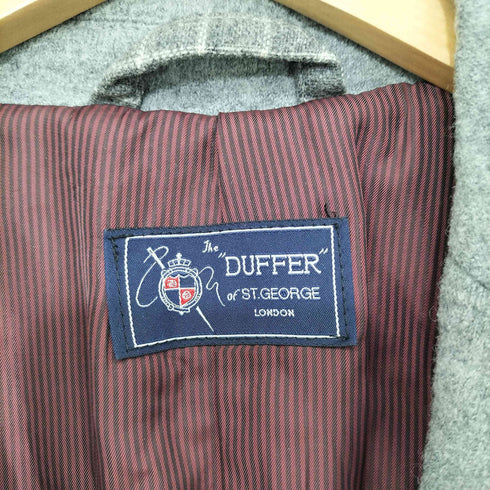 The
"DUFFER"
of ST.GEORGE
LONDON